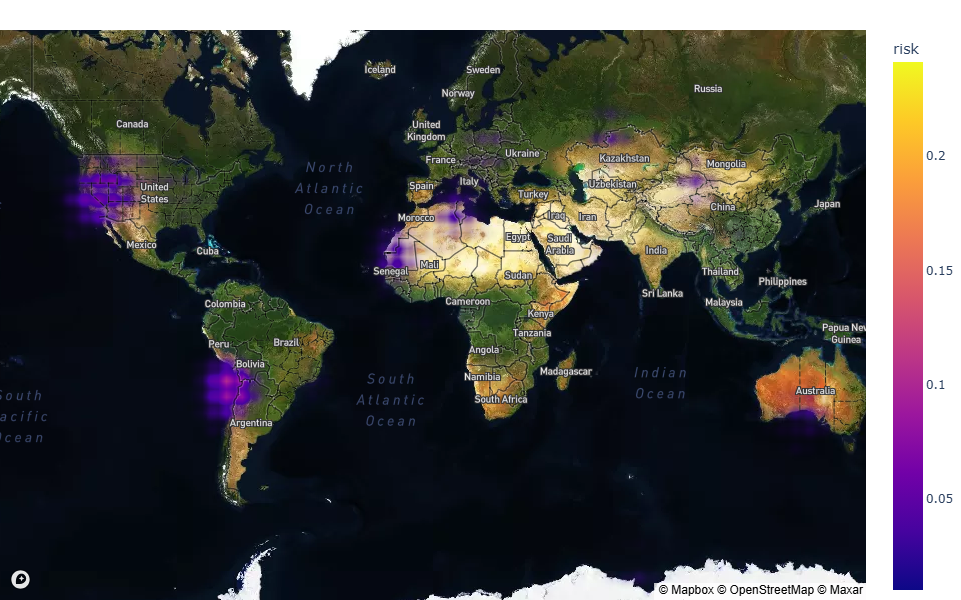 risk
Iceland
Sweden
Russia
Norway
Canada
United
Kingdom
Ukraine
France
Kazakhstan
Mongolia
North
Atlantic
Ocean
United
States
Spain
Italy
Turkey
Uzbekistan
China
Japan
Morocco
Iraq
Iran
Mexico
Cuba
Egypt
Saudi
Arabia
India
Senegal
Mali
Sudan
Thailand
Philippines
Sri Lanka
Colombia
Cameroon
Malaysia
Kenya
Papua New
Guinea
Peru
Brazil
Tanzania
Bolivia
Angola
Madagascar
South
Pacific
Ocean
South
Atlantic
Ocean
Namibia
Indian
Ocean
South Africa
Australia
Argentina
0.2
0.15
0.1
0.05
© Mapbox © OpenStreetMap © Maxar